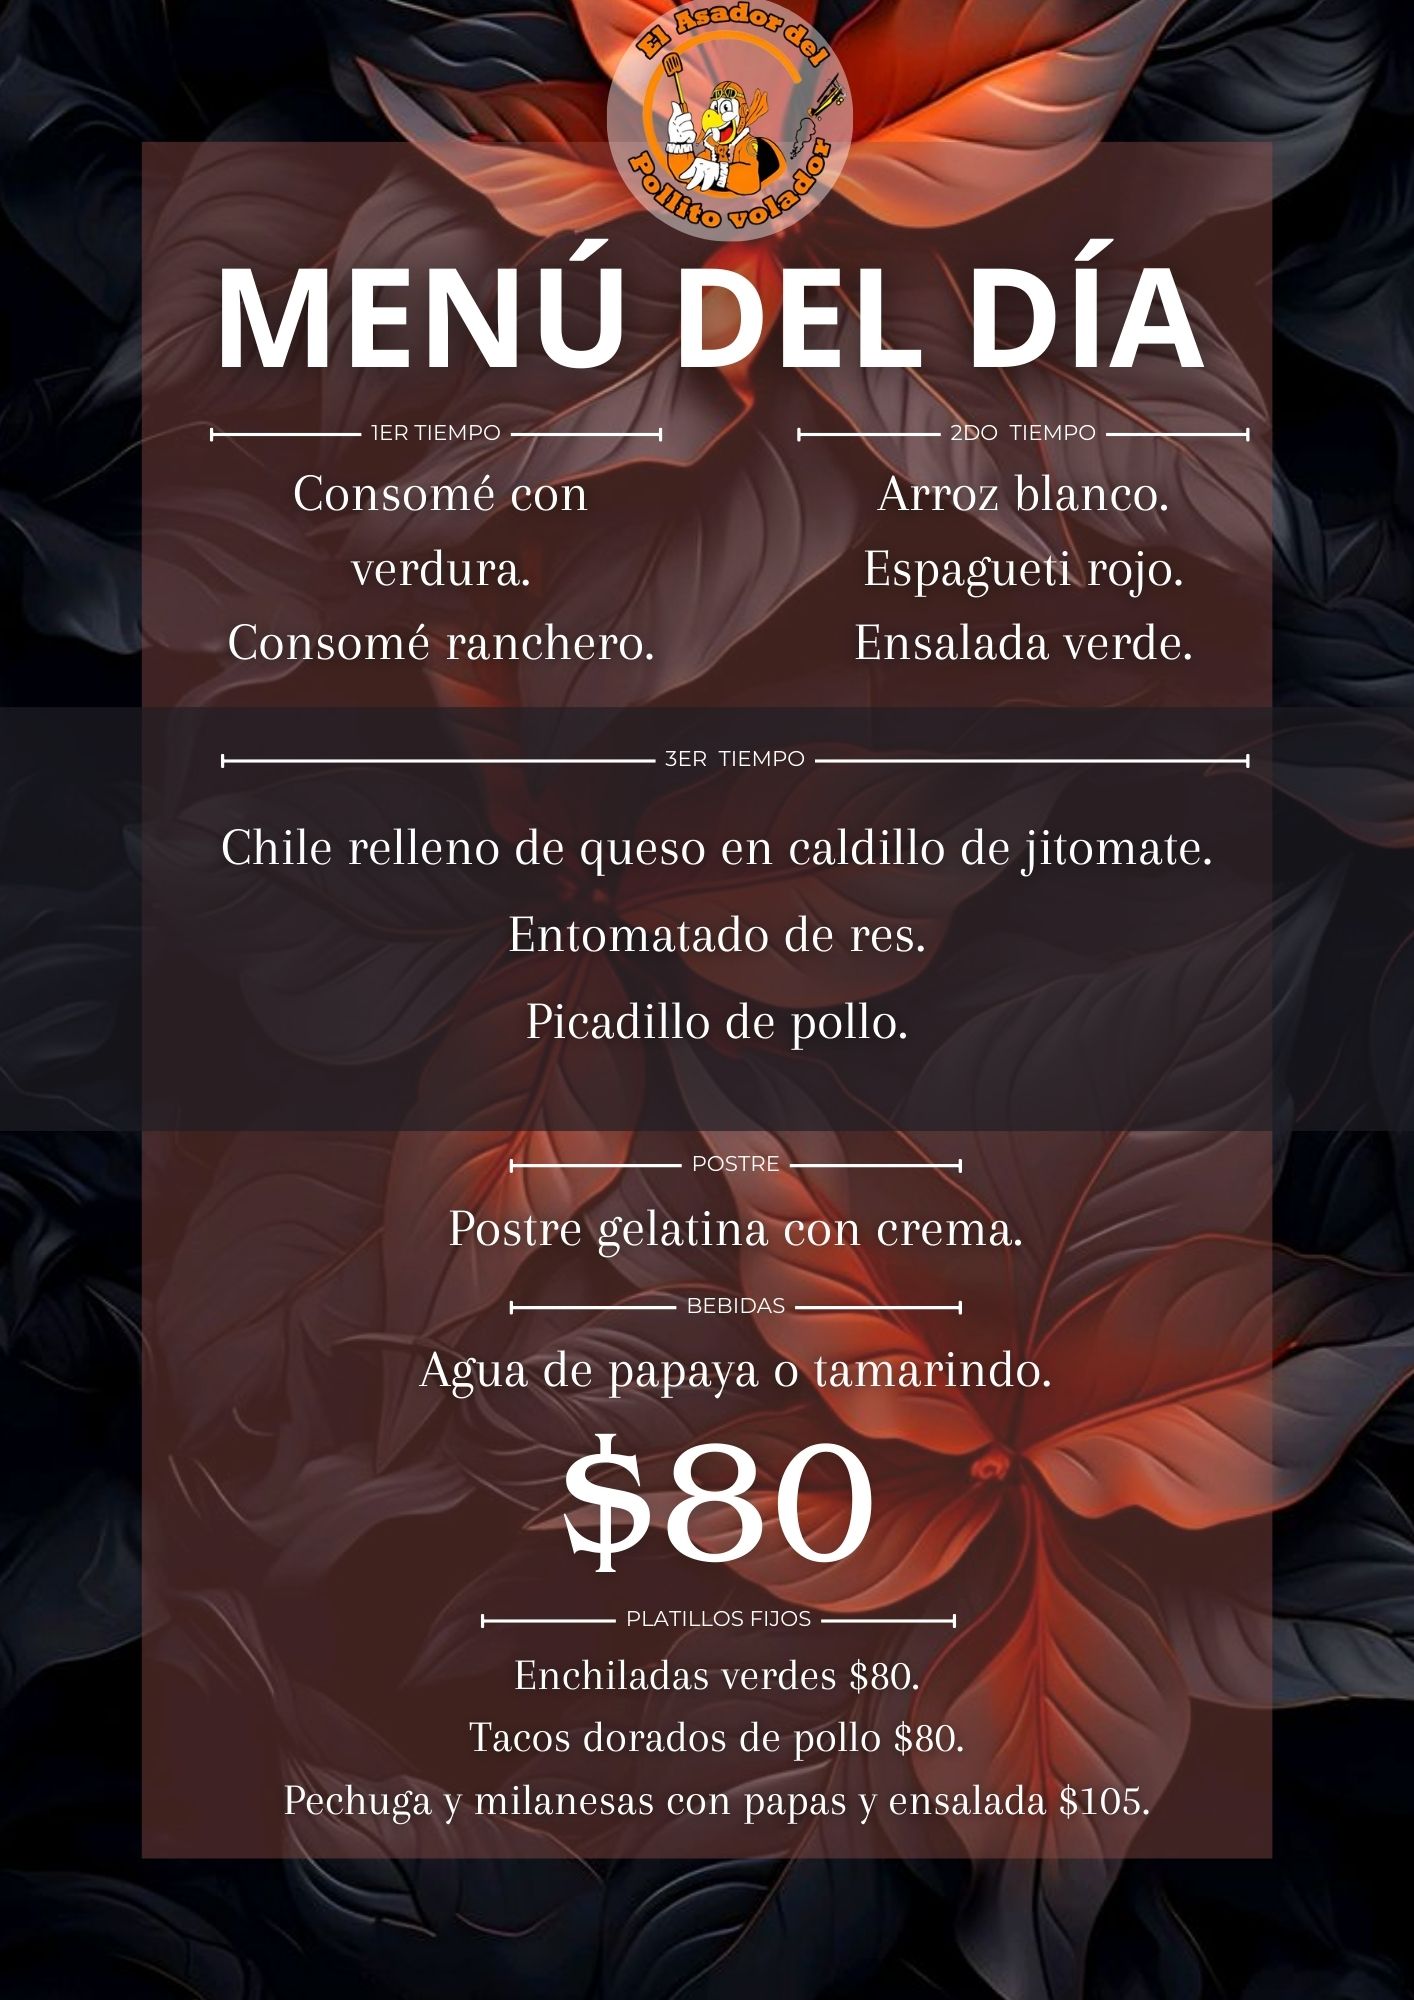 El Asador del
Pollito volador
MENÚ DEL DÍA
1ER TIEMPO
Consomé con
verdura.
Consomé ranchero.
2DO TIEMPO
Arroz blanco.
Espagueti rojo.
Ensalada verde.
3ER TIEMPO
Chile relleno de queso en caldillo de jitomate.
Entomatado de res.
Picadillo de pollo.
POSTRE
Postre gelatina con crema.
BEBIDAS
Agua de papaya o tamarindo.
$80
PLATILLOS FIJOS
Enchiladas verdes $80.
Tacos dorados de pollo $80.
Pechuga y milanesas con papas y ensalada $105.